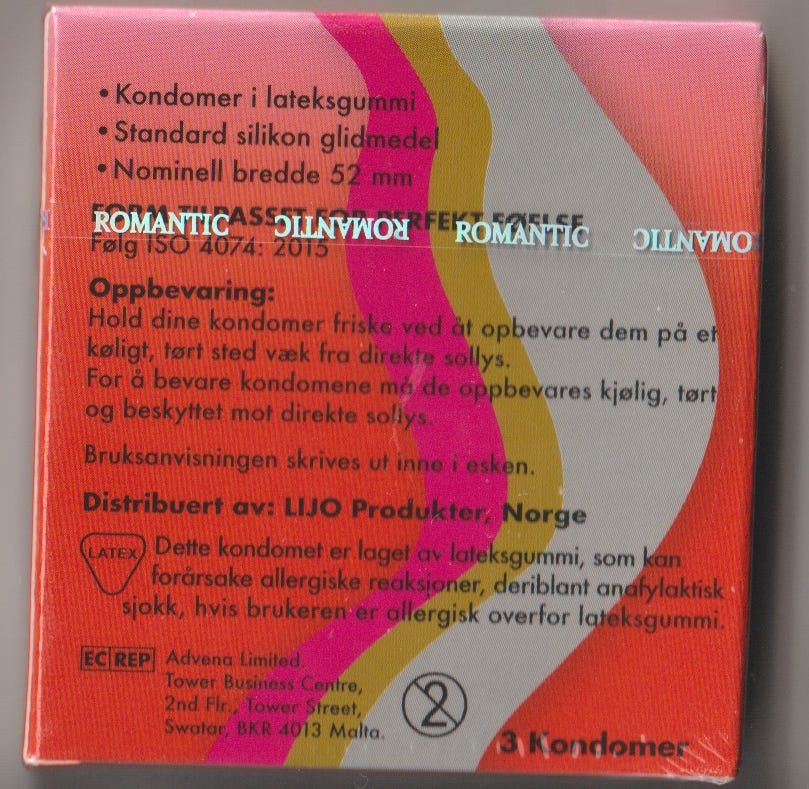 • Kondomer i lateksgummi
• Standard silikon glidmedel
• Nominell bredde 52 mm
FORM TILPASSET FOR PERFEKT FØLELSE
ROMANTIC ROMANTIC ROMANTIC ROMANTIC
Følg ISO 4074: 2015
Oppbevaring:
Hold dine kondomer friske ved åt opbevare dem på et
køligt, tørt sted væk fra direkte sollys.
For å bevare kondomene må de oppbevares kjølig, tørt
og beskyttet mot direkte sollys.
Bruksanvisningen skrives ut inne i esken.
Distribuert av: LIJO Produkter, Norge
LATEX
Dette kondomet er laget av lateksgummi, som kan
forårsake allergiske reaksjoner, deriblant anafylaktisk
sjokk, hvis brukeren er allergisk overfor lateksgummi.
EC REP
Advena Limited.
Tower Business Centre,
2nd Flr., Tower Street,
Swatar, BKR 4013 Malta.
2
3 Kondomer